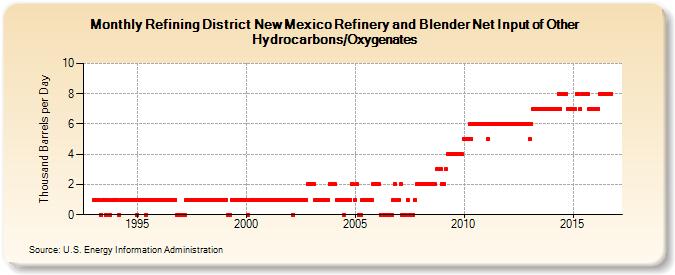 Monthly Refining District New Mexico Refinery and Blender Net Input of Other
Hydrocarbons/Oxygenates
Thousand Barrels per Day
10
8
6
4
2
0
1995 2000 2005 2010 2015
Source: U.S. Energy Information Administration